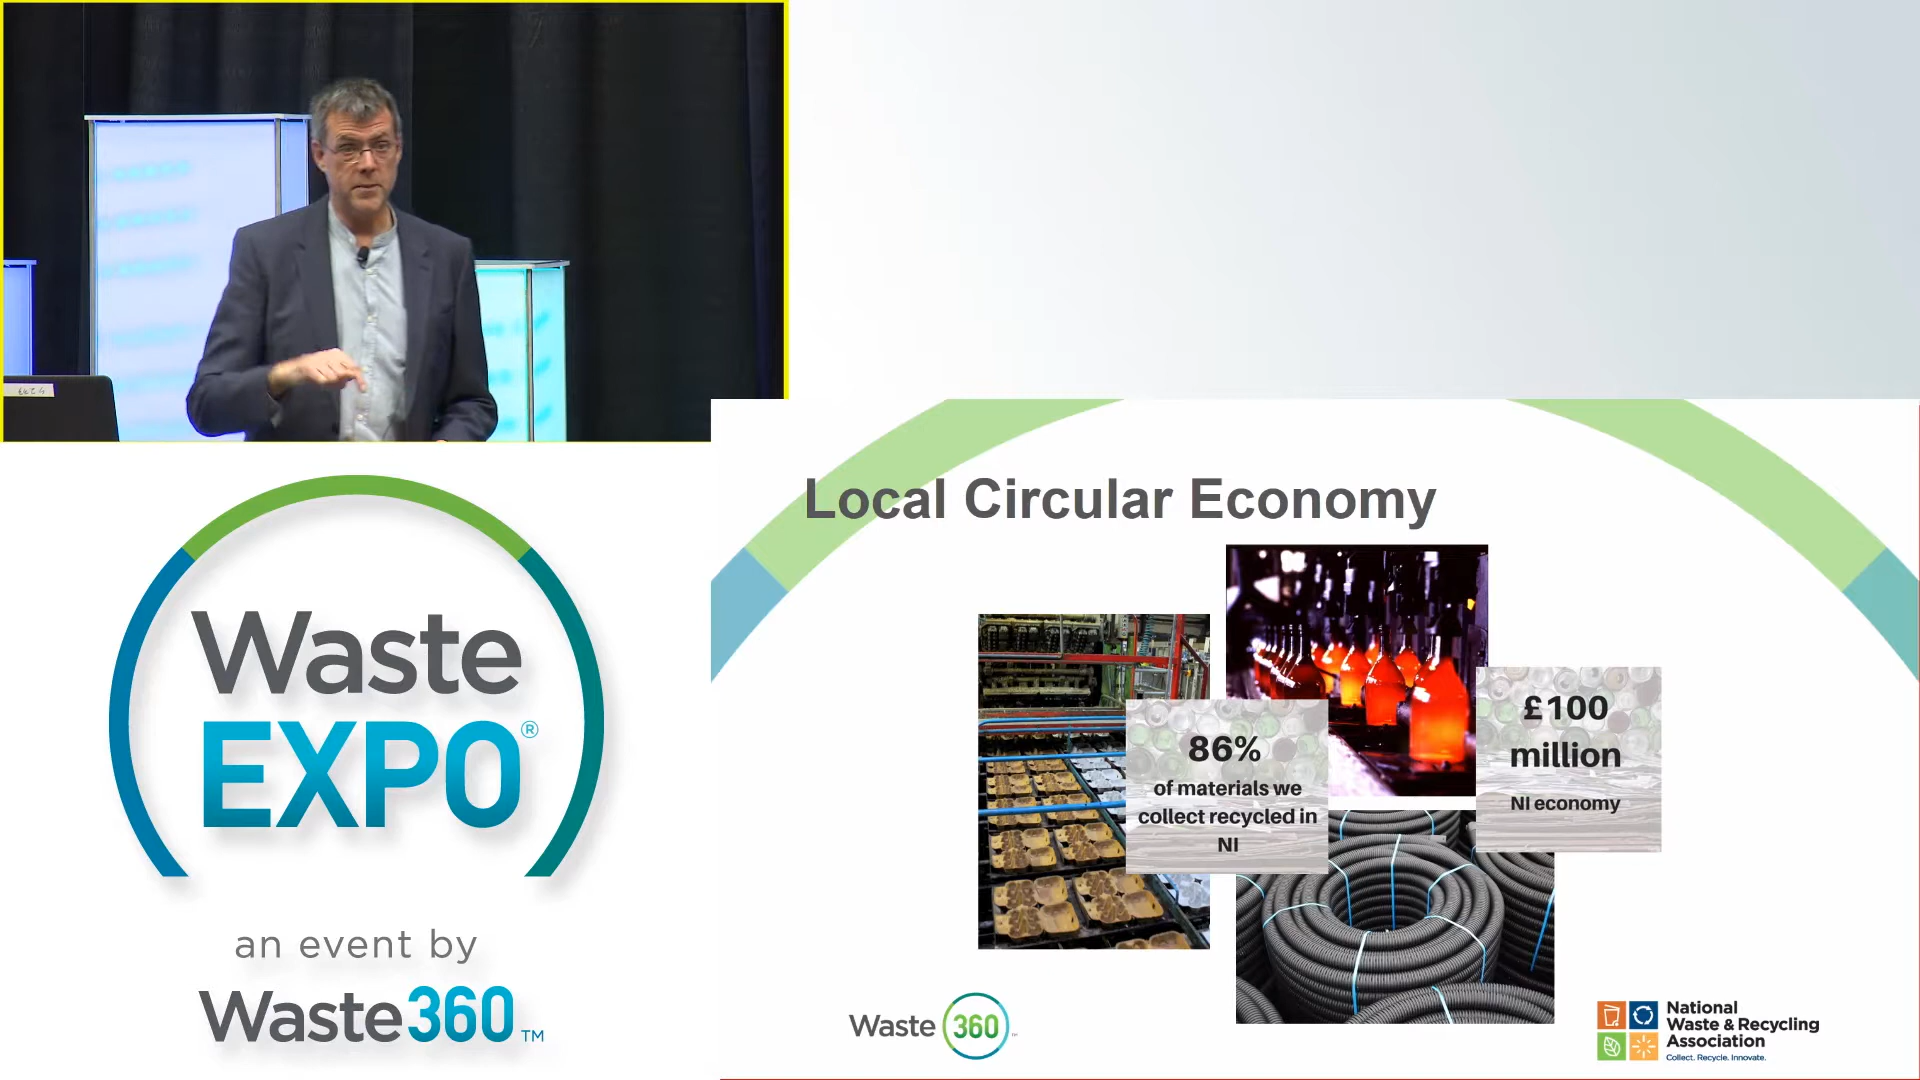 Local Circular Economy
86%
of materials we
collect recycled in
NI
£100
million
NI economy
Waste
EXPO®
an event by
Waste360™
Waste 360
National
Waste & Recycling
Association
Collect. Recycle. Innovate.